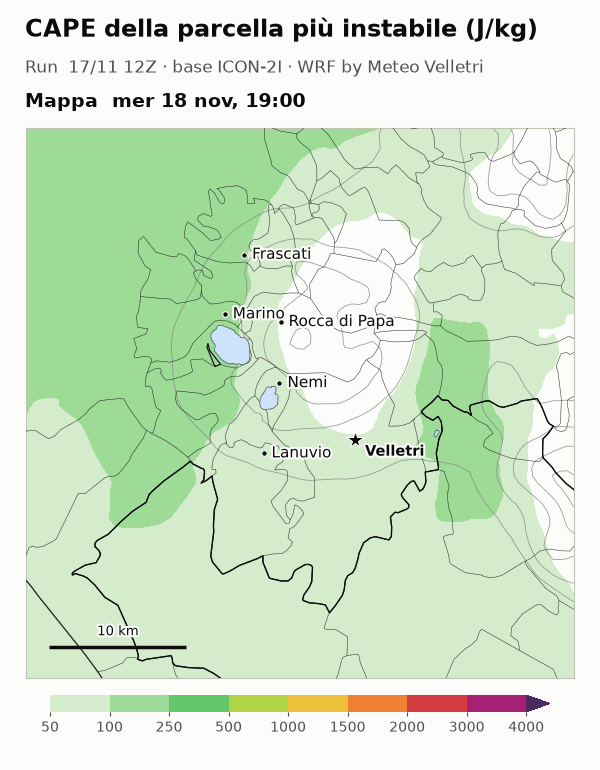 CAPE della parcella più instabile (J/kg)
Run  17/11 12Z · base ICON-2I · WRF by Meteo Velletri
Mappa  mer 18 nov, 19:00
Frascati
Marino
Rocca di Papa
Nemi
Velletri
Lanuvio
10 km
50 100 250 500 1000 1500 2000 3000 4000